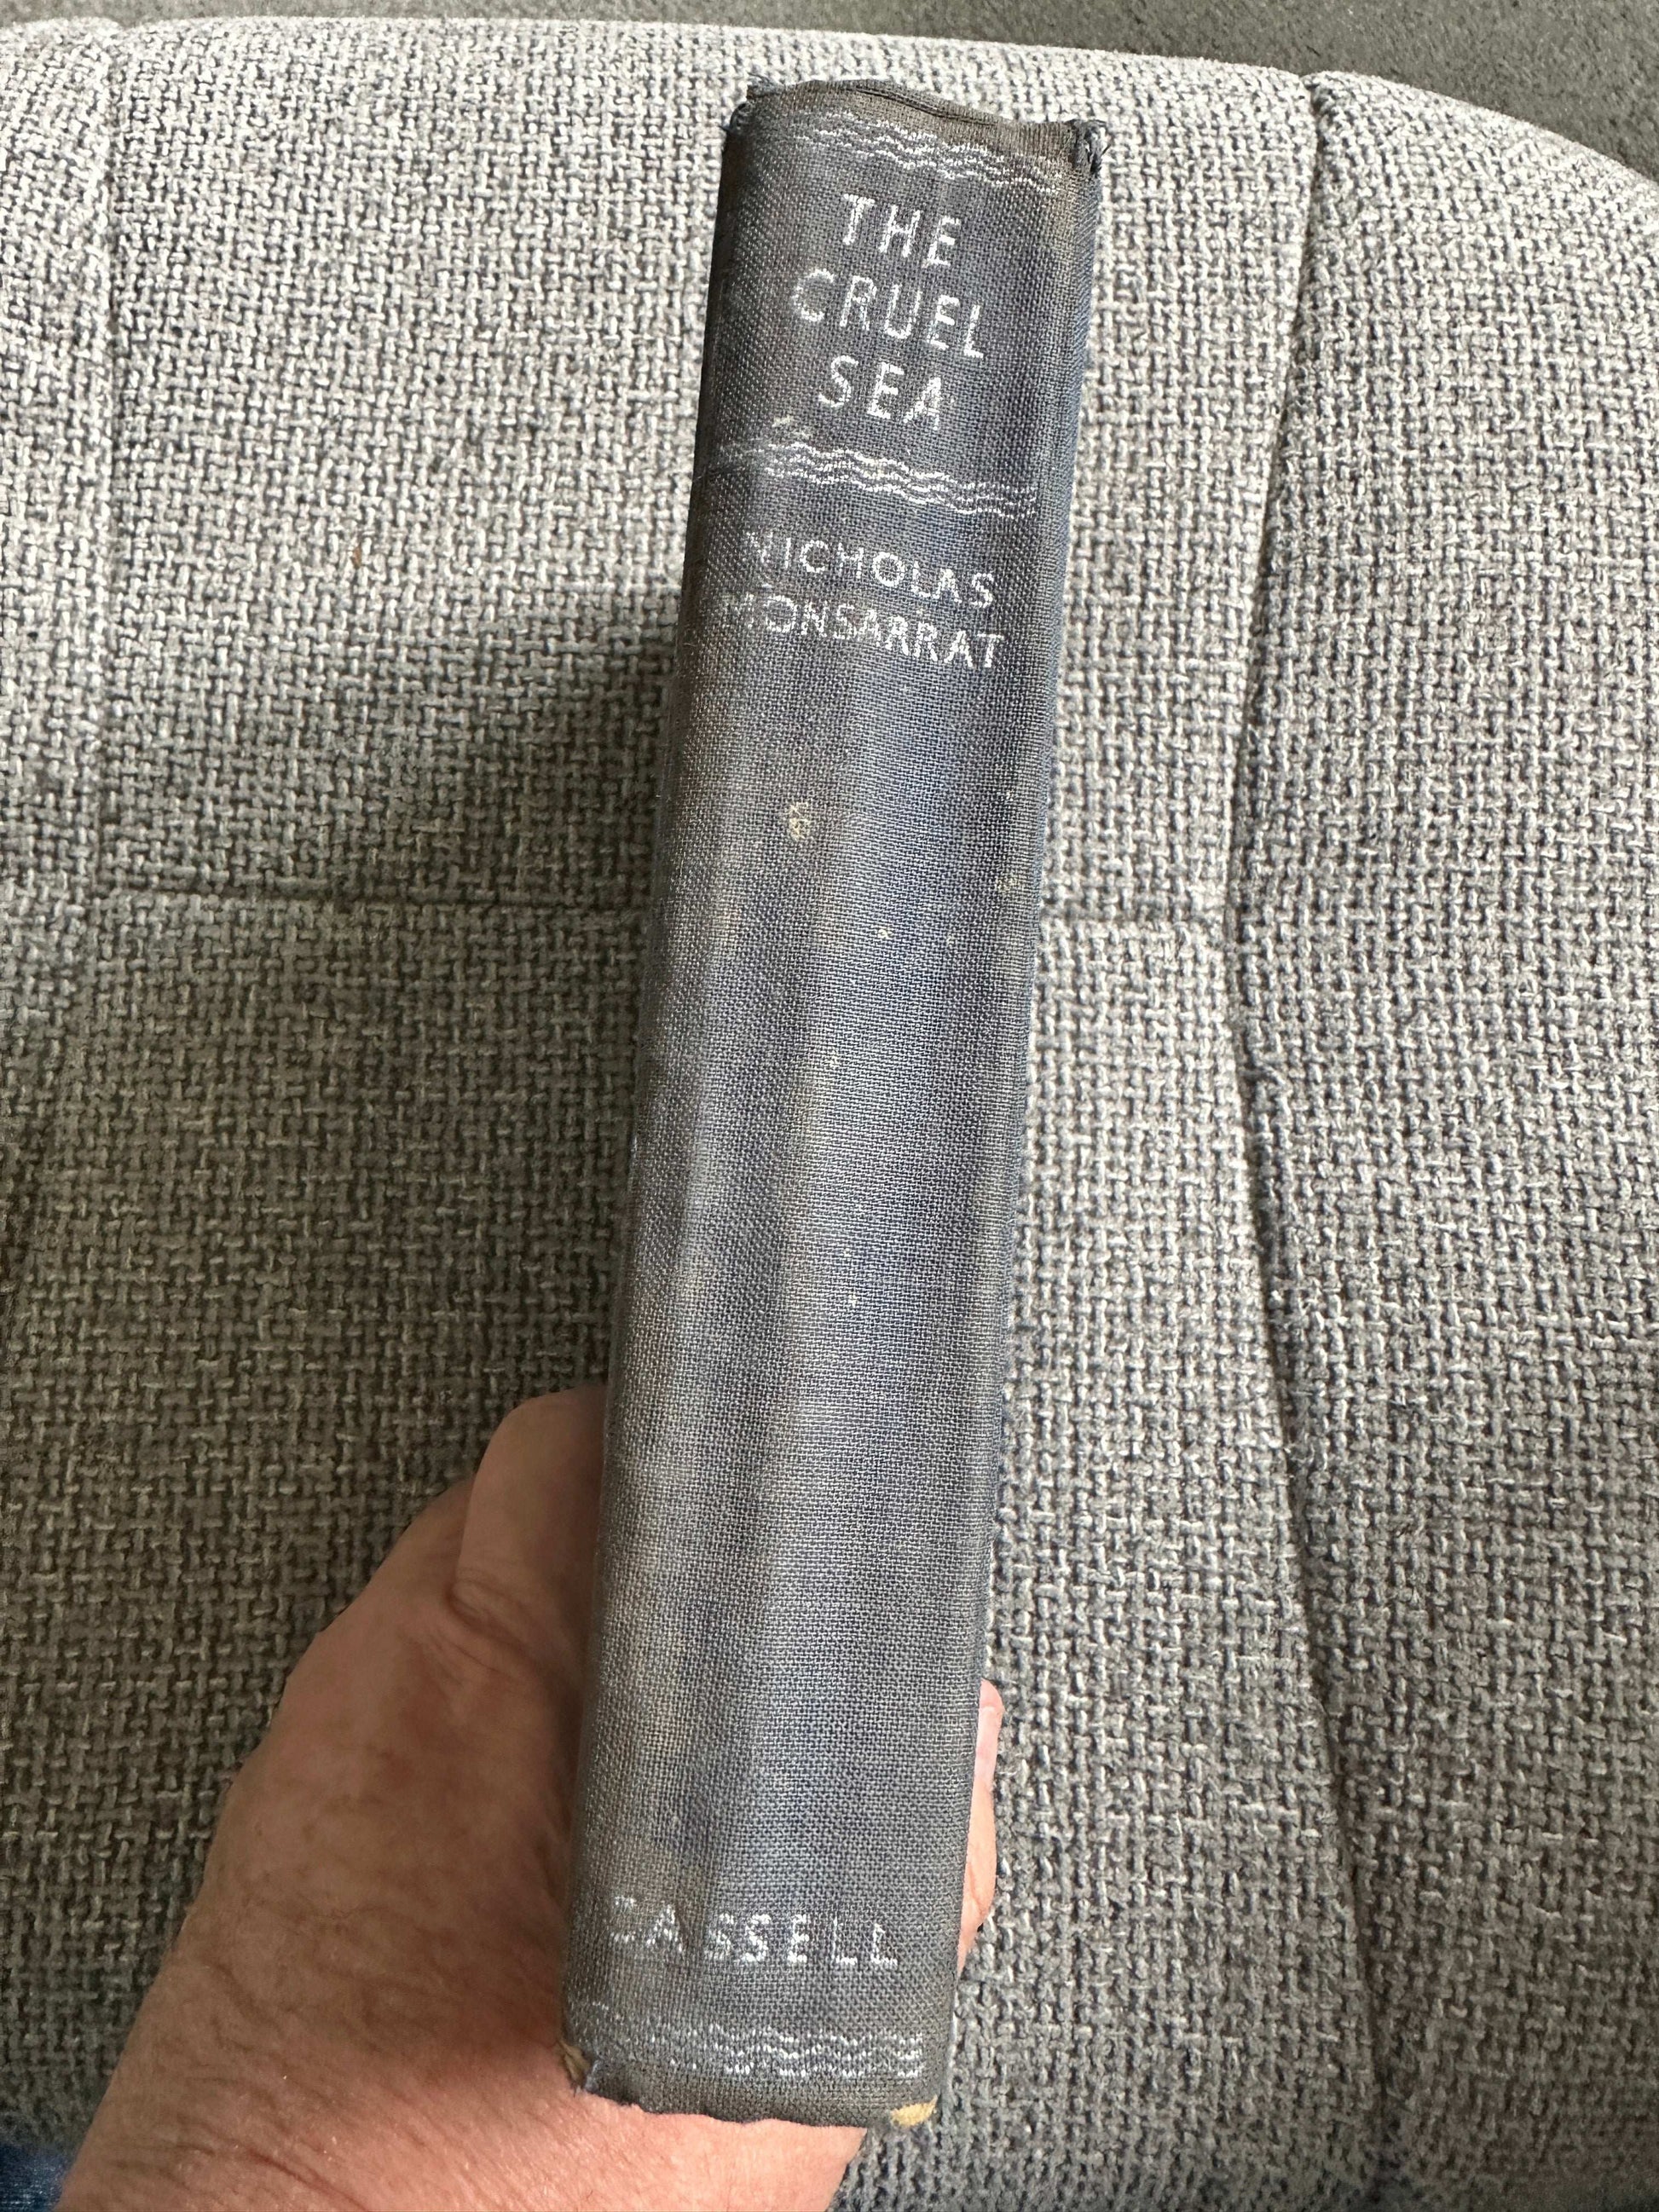 THE
CRUEL
SEA
NICHOLAS
MONSARRAT
CASSELL